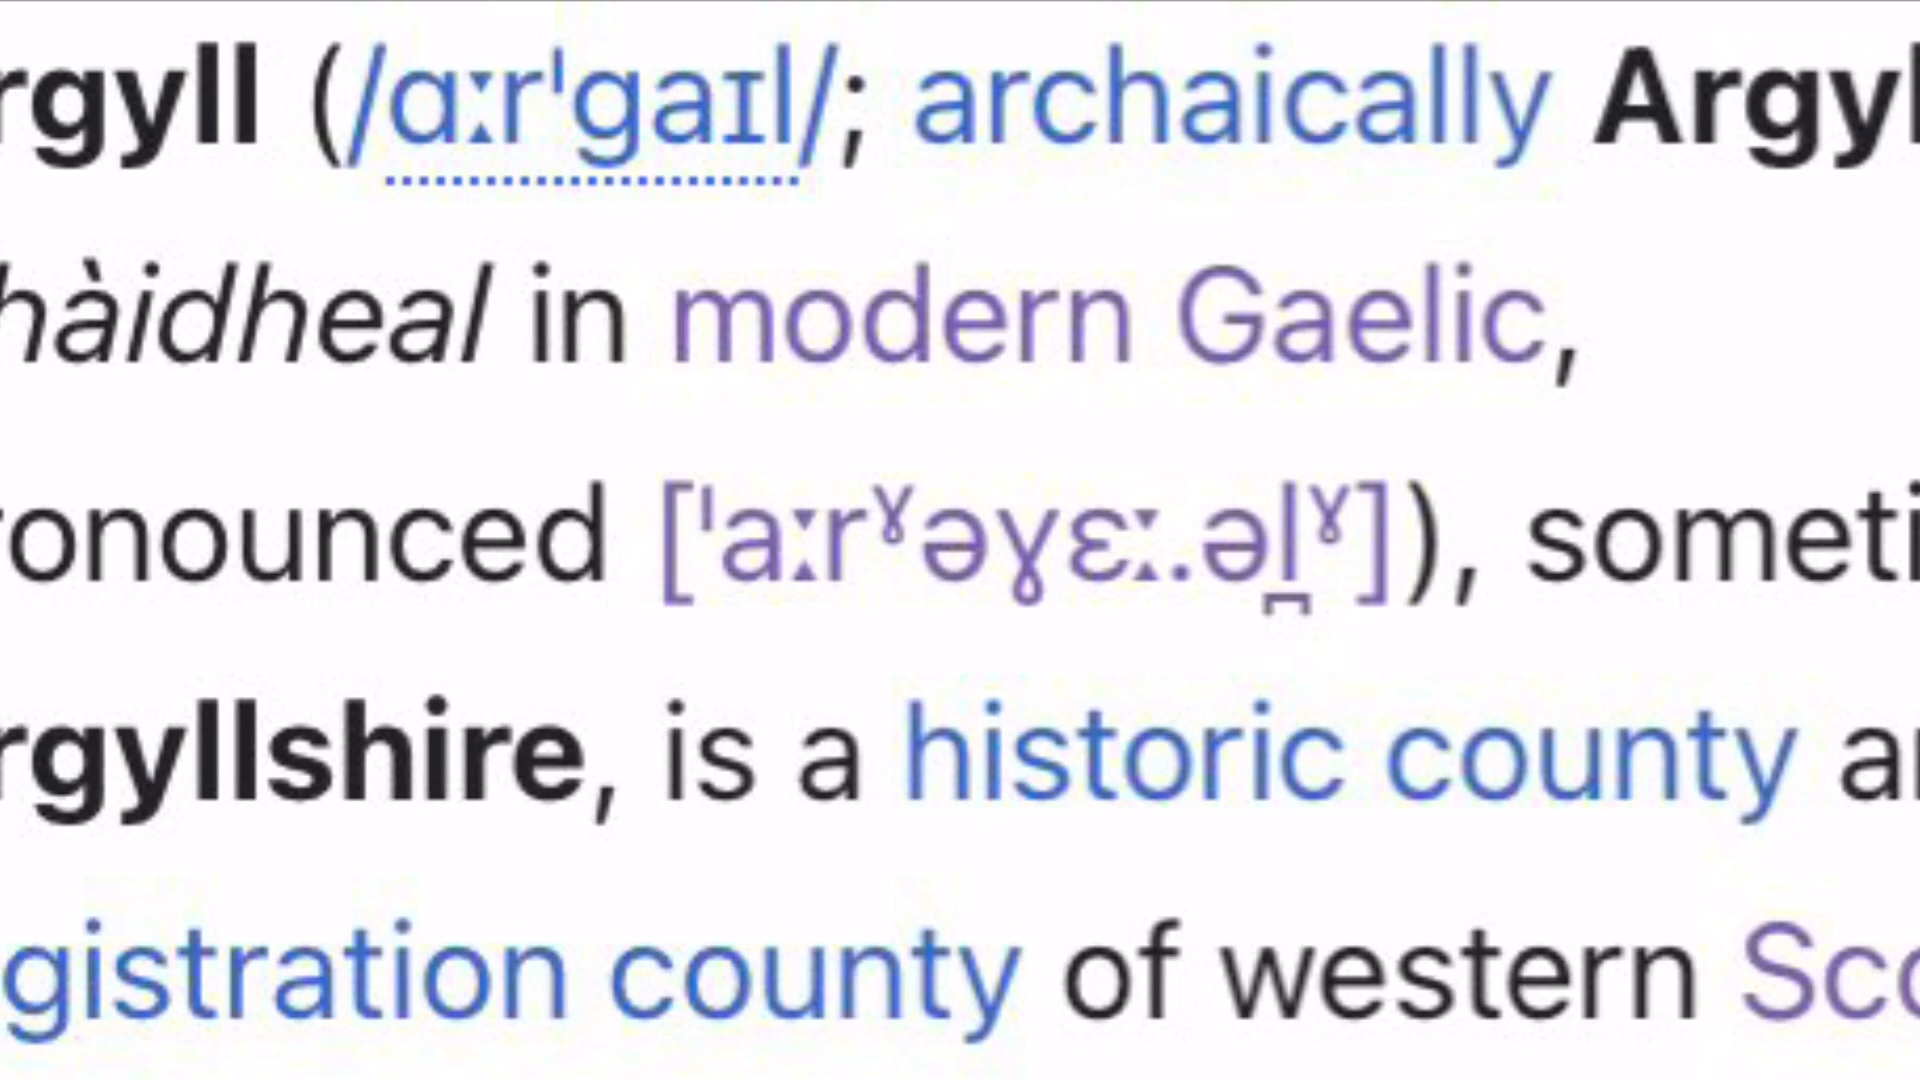 rgyll (/ɑːrˈɡaɪl/; archaically Argyl
hàidheal in modern Gaelic,
ronounced [ˈaːrˠəɣɛː.əl̪ˠ]), someti
rgyllshire, is a historic county an
gistration county of western Sco